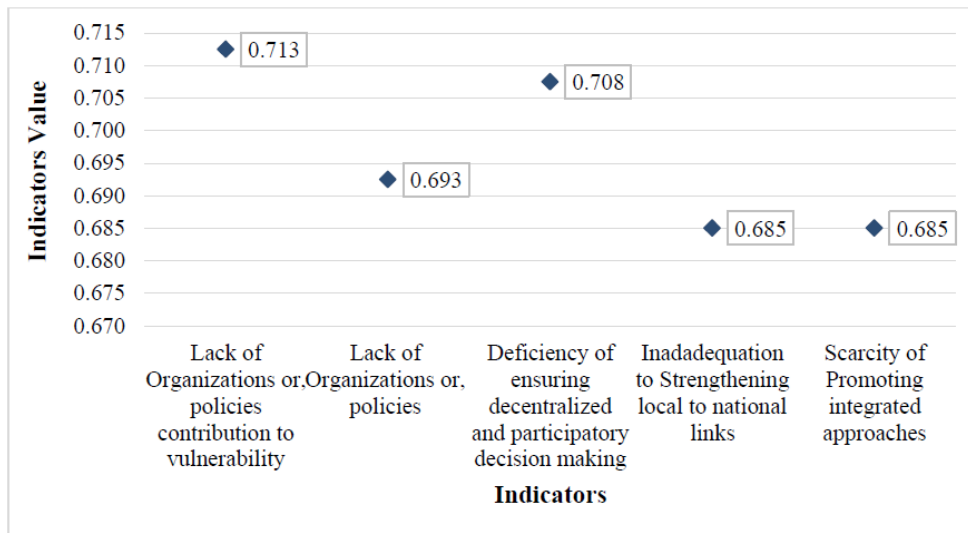 0.715
0.710
0.705
0.700
0.695
0.690
0.685
0.680
0.675
0.670
Indicators Value
0.713
0.693
0.708
0.685
0.685
Lack of
Organizations or,
policies
contribution to
vulnerability
Lack of
Organizations or,
policies
Deficiency of
ensuring
decentralized
and participatory
decision making
Inadadequation
to Strengthening
local to national
links
Scarcity of
Promoting
integrated
approaches
Indicators